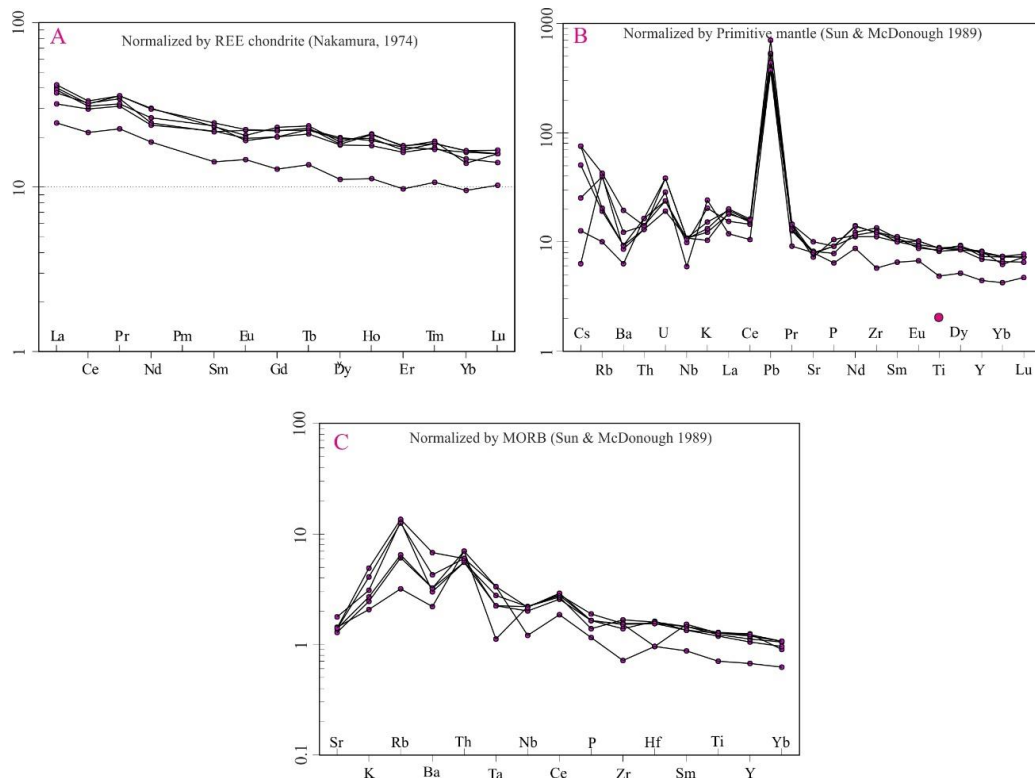 A
Normalized by REE chondrite (Nakamura, 1974)
100
10
1
La Pr Pm Eu Tb Ho Tm Lu
Ce Nd Sm Gd Dy Er Yb
B
Normalized by Primitive mantle (Sun & McDonough 1989)
1000
100
10
1
Cs Ba U K Ce Pr P Zr Eu Dy Yb
Rb Th Nb La Pb Sr Nd Sm Ti Y Lu
C
Normalized by MORB (Sun & McDonough 1989)
100
10
1
0.1
Sr Rb Th Nb P Hf Ti Yb
K Ba Ta Ce Zr Sm Y